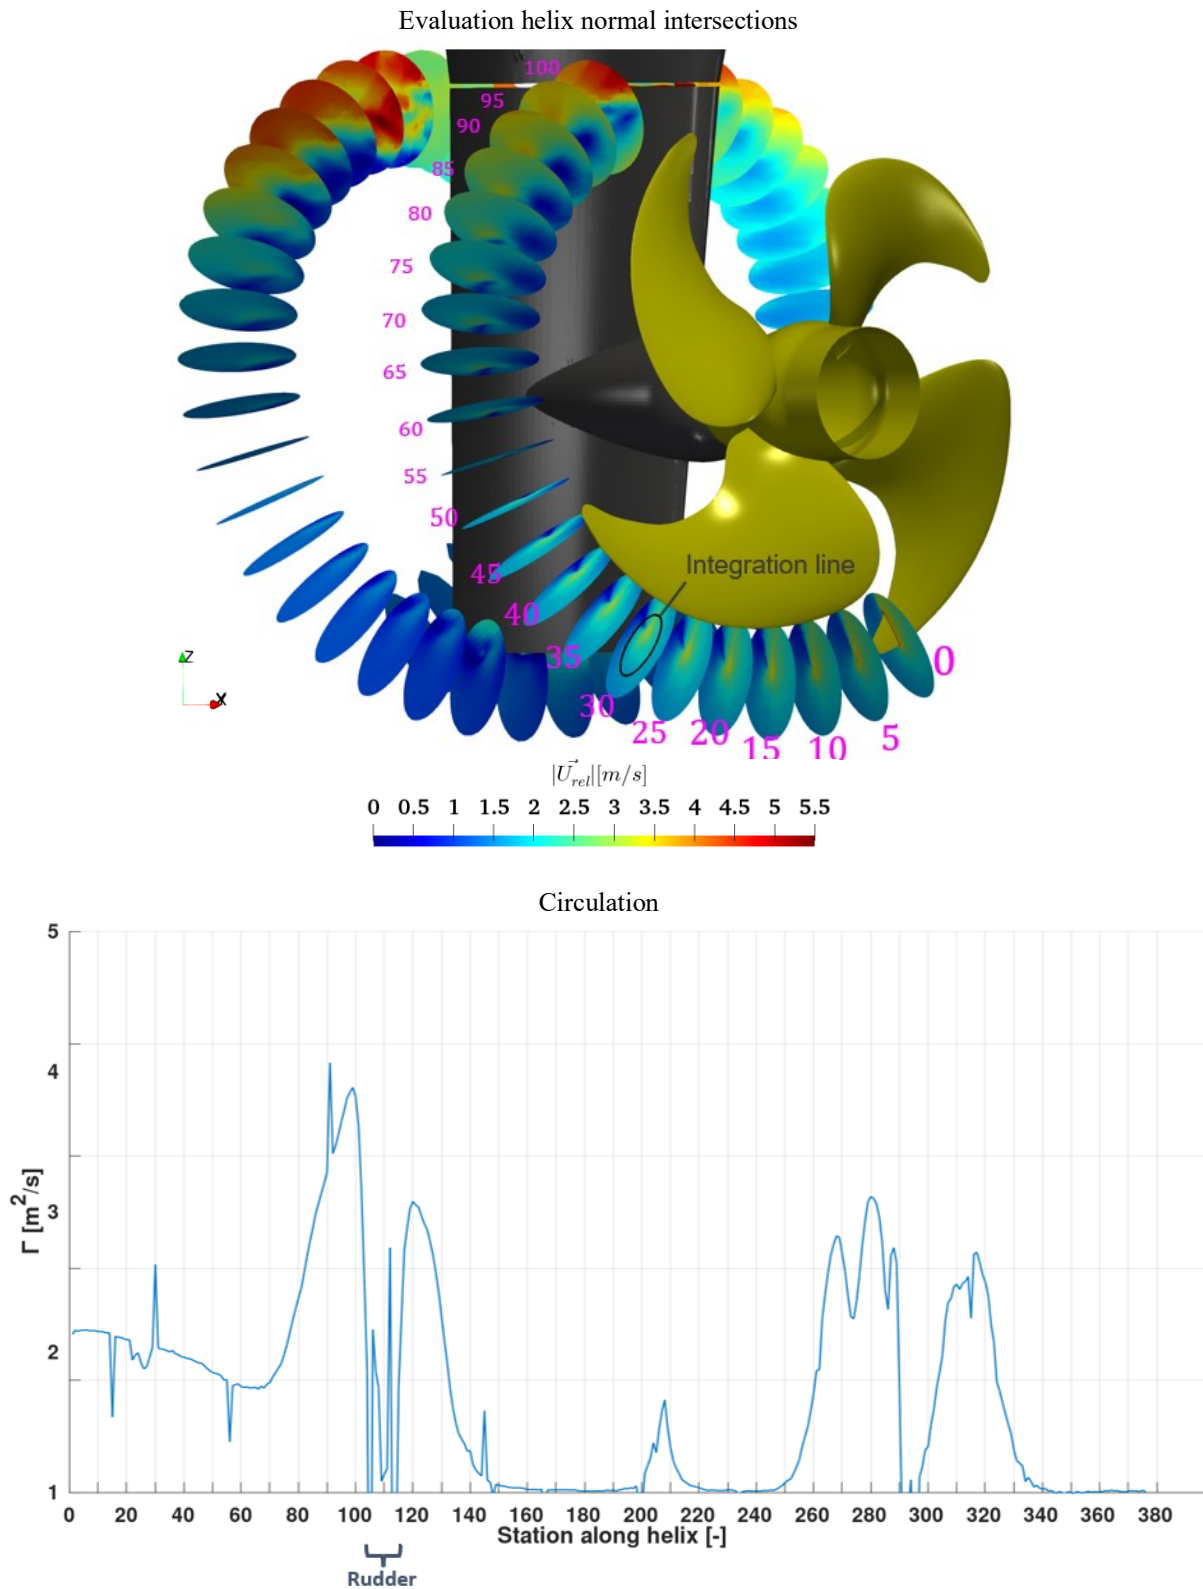 Evaluation helix normal intersections
100
95
90
85
80
75
70
65
60
55
50
45
40
35
30
25
20
15
10
5
0
Integration line
Z
X
|U⃗rel|[m/s]
0 0.5 1 1.5 2 2.5 3 3.5 4 4.5 5 5.5
Circulation
5
4
3
2
1
Γ [m²/s]
0 20 40 60 80 100 120 140 160 180 200 220 240 260 280 300 320 340 360 380
Station along helix [-]
Rudder